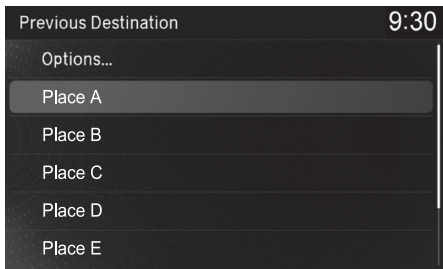 Previous Destination 9:30
Options...
Place A
Place B
Place C
Place D
Place E